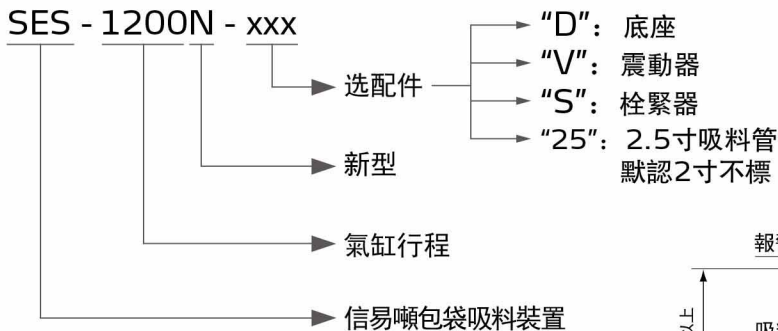 SES - 1200N - xxx
选配件
“D”: 底座
“V”: 震動器
“S”: 栓緊器
“25”: 2.5寸吸料管
默認2寸不標
新型
氣缸行程
信易噸包袋吸料裝置
以上